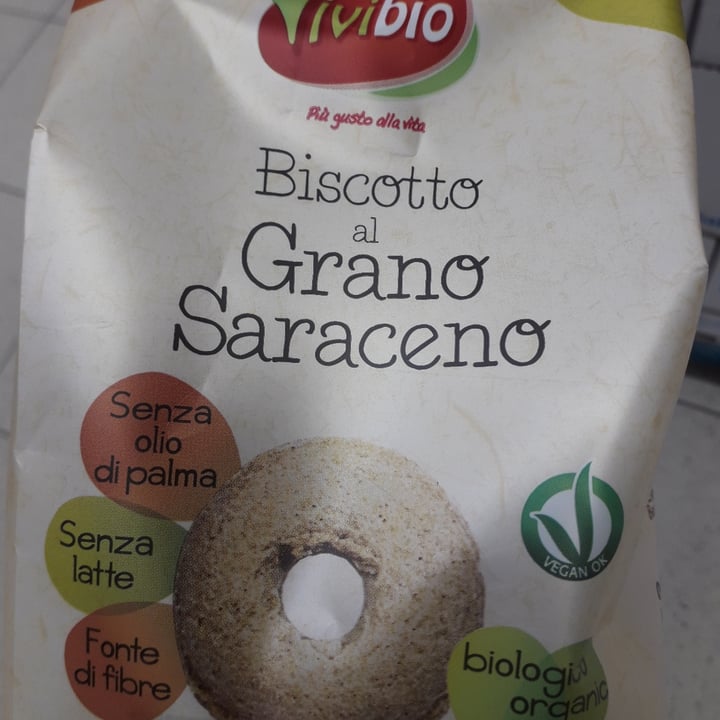 Vivibio
Più gusto alla vita
Biscotto
al
Grano
Saraceno
Senza
olio
di palma
Senza
latte
Fonte
di fibre
VEGAN OK
biologico
organic